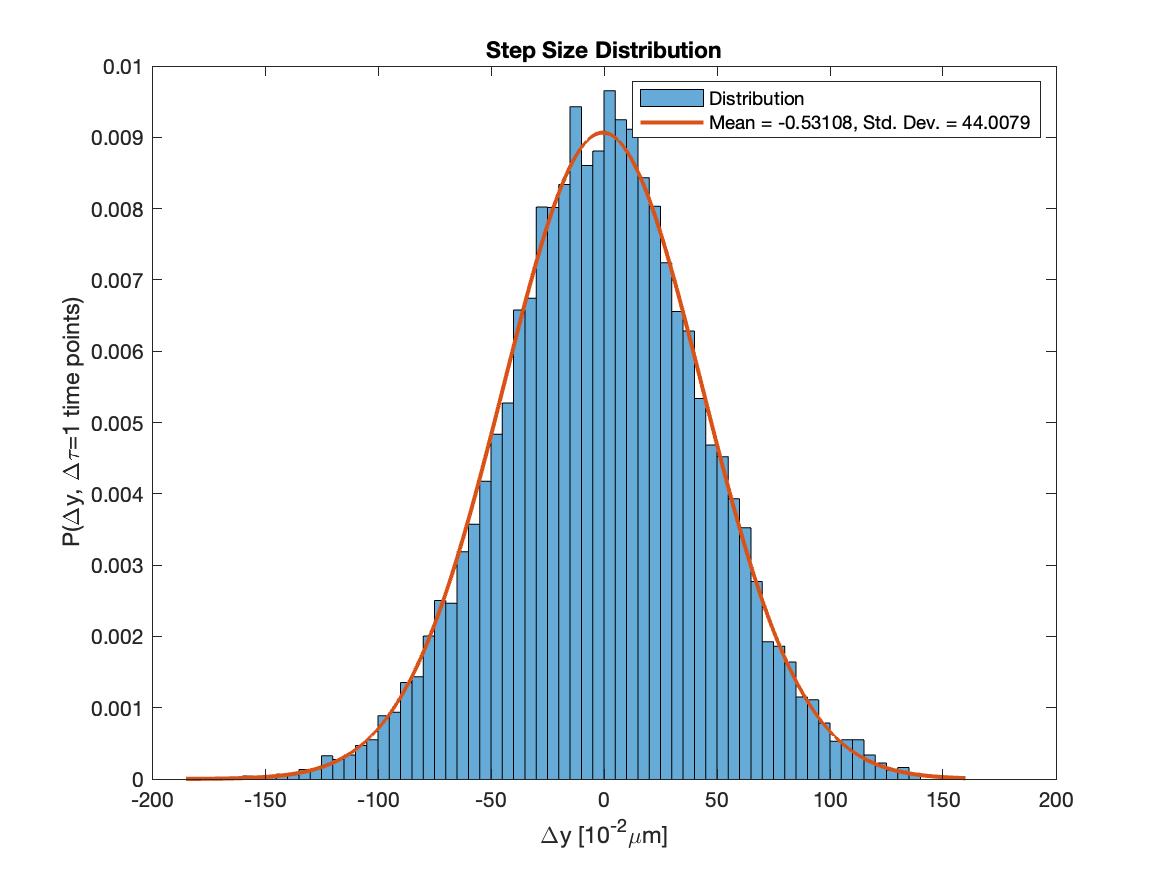 Step Size Distribution
Distribution
Mean = -0.53108, Std. Dev. = 44.0079
0.01
0.009
0.008
0.007
0.006
0.005
0.004
0.003
0.002
0.001
0
P(Δy, Δτ=1 time points)
-200 -150 -100 -50 0 50 100 150 200
Δy [10⁻²μm]